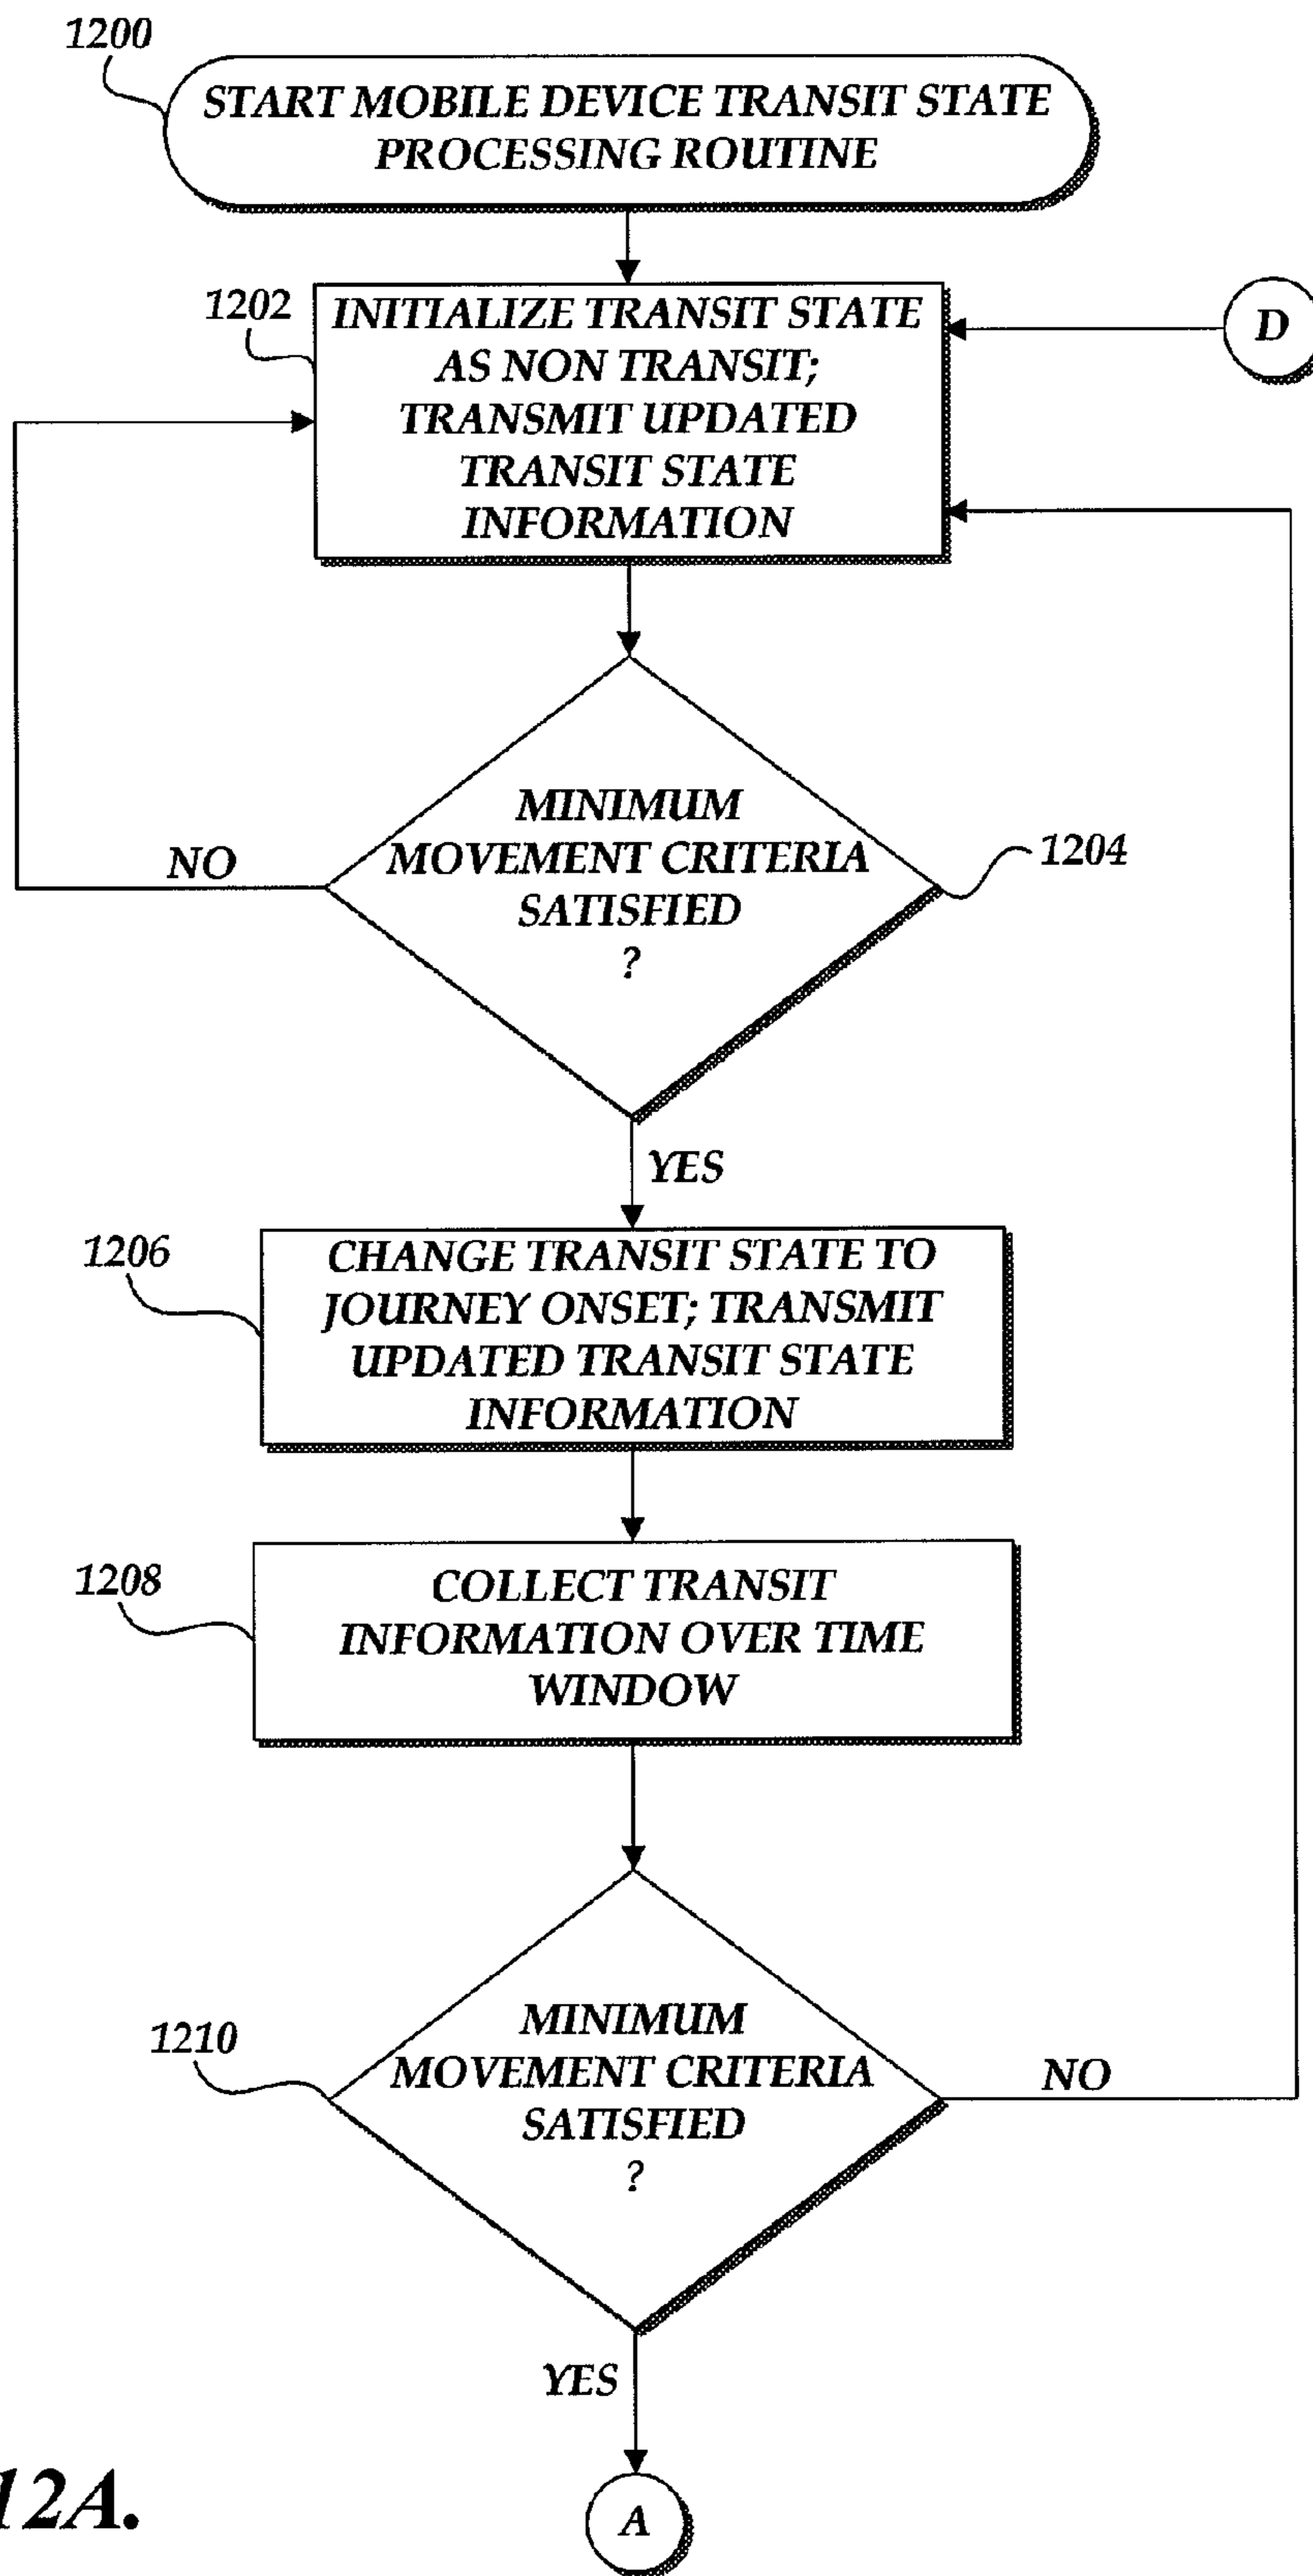 1200
START MOBILE DEVICE TRANSIT STATE
PROCESSING ROUTINE
1202
INITIALIZE TRANSIT STATE
AS NON TRANSIT;
TRANSMIT UPDATED
TRANSIT STATE
INFORMATION
D
MINIMUM
MOVEMENT CRITERIA
SATISFIED
?
NO
1204
YES
1206
CHANGE TRANSIT STATE TO
JOURNEY ONSET; TRANSMIT
UPDATED TRANSIT STATE
INFORMATION
1208
COLLECT TRANSIT
INFORMATION OVER TIME
WINDOW
1210
MINIMUM
MOVEMENT CRITERIA
SATISFIED
?
NO
YES
12A.
A